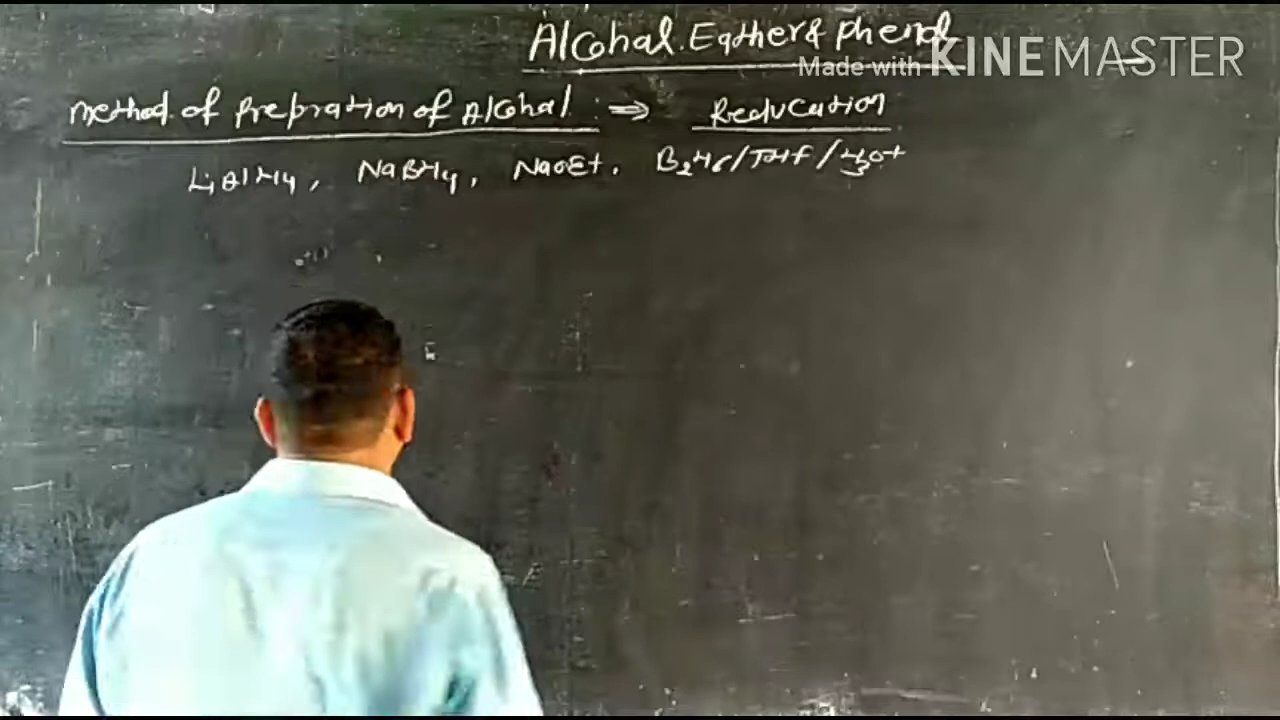 Alcohal. Eather & phenol
Made with KINEMASTER
method. of Prepration of Alcohal : ⇒ Reducation
LiAlH4, NaBH4, NaOEt, B2H6/THF/H3O+